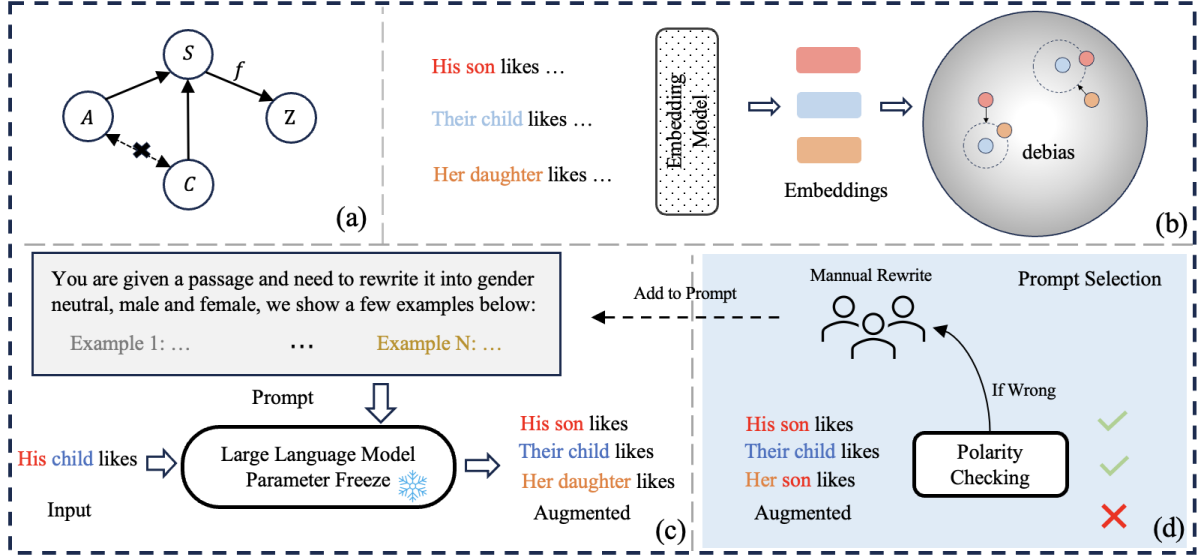 S
f
A
Z
C
(a)
His son likes …
Their child likes …
Her daughter likes …
Embedding
Model
Embeddings
debias
(b)
You are given a passage and need to rewrite it into gender
neutral, male and female, we show a few examples below:
Example 1: …
…
Example N: …
Prompt
His child likes
Input
Large Language Model
Parameter Freeze
His son likes
Their child likes
Her daughter likes
Augmented
(c)
Add to Prompt
Mannual Rewrite
Prompt Selection
If Wrong
His son likes
Their child likes
Her son likes
Augmented
Polarity
Checking
(d)